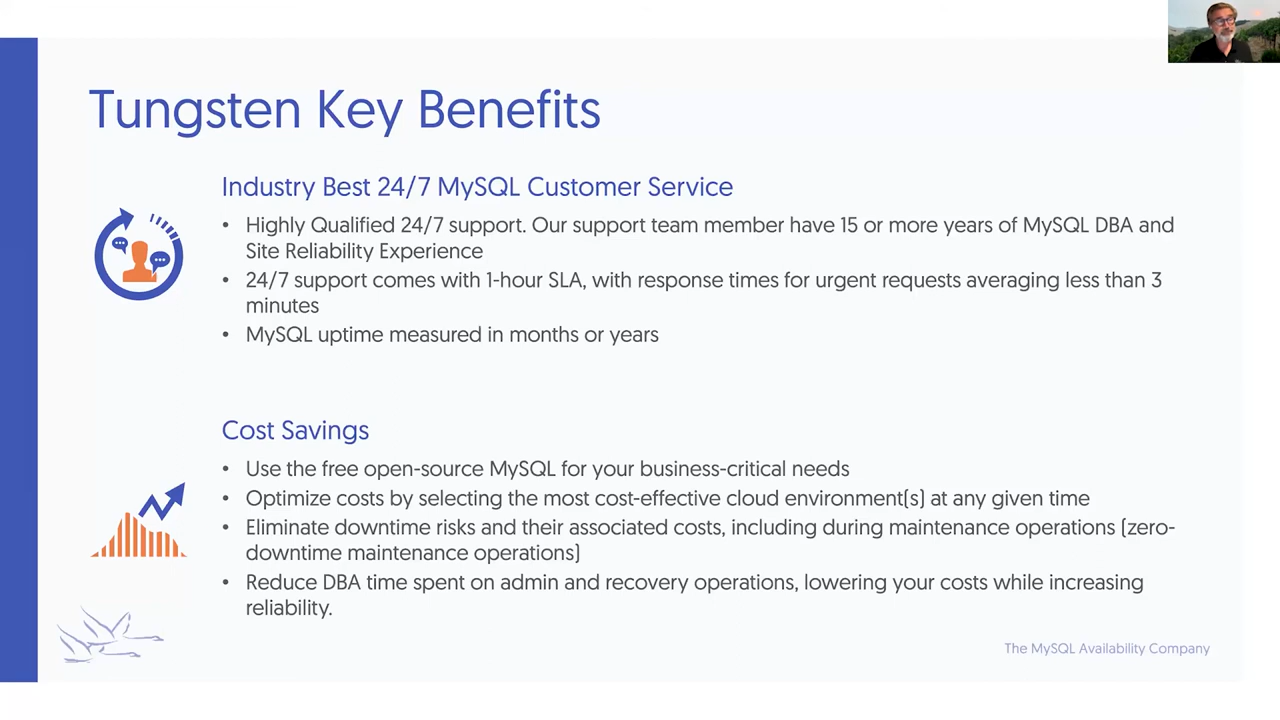 Tungsten Key Benefits
Industry Best 24/7 MySQL Customer Service
• Highly Qualified 24/7 support. Our support team member have 15 or more years of MySQL DBA and
Site Reliability Experience
• 24/7 support comes with 1-hour SLA, with response times for urgent requests averaging less than 3
minutes
• MySQL uptime measured in months or years
Cost Savings
• Use the free open-source MySQL for your business-critical needs
• Optimize costs by selecting the most cost-effective cloud environment(s) at any given time
• Eliminate downtime risks and their associated costs, including during maintenance operations (zero-
downtime maintenance operations)
• Reduce DBA time spent on admin and recovery operations, lowering your costs while increasing
reliability.
The MySQL Availability Company